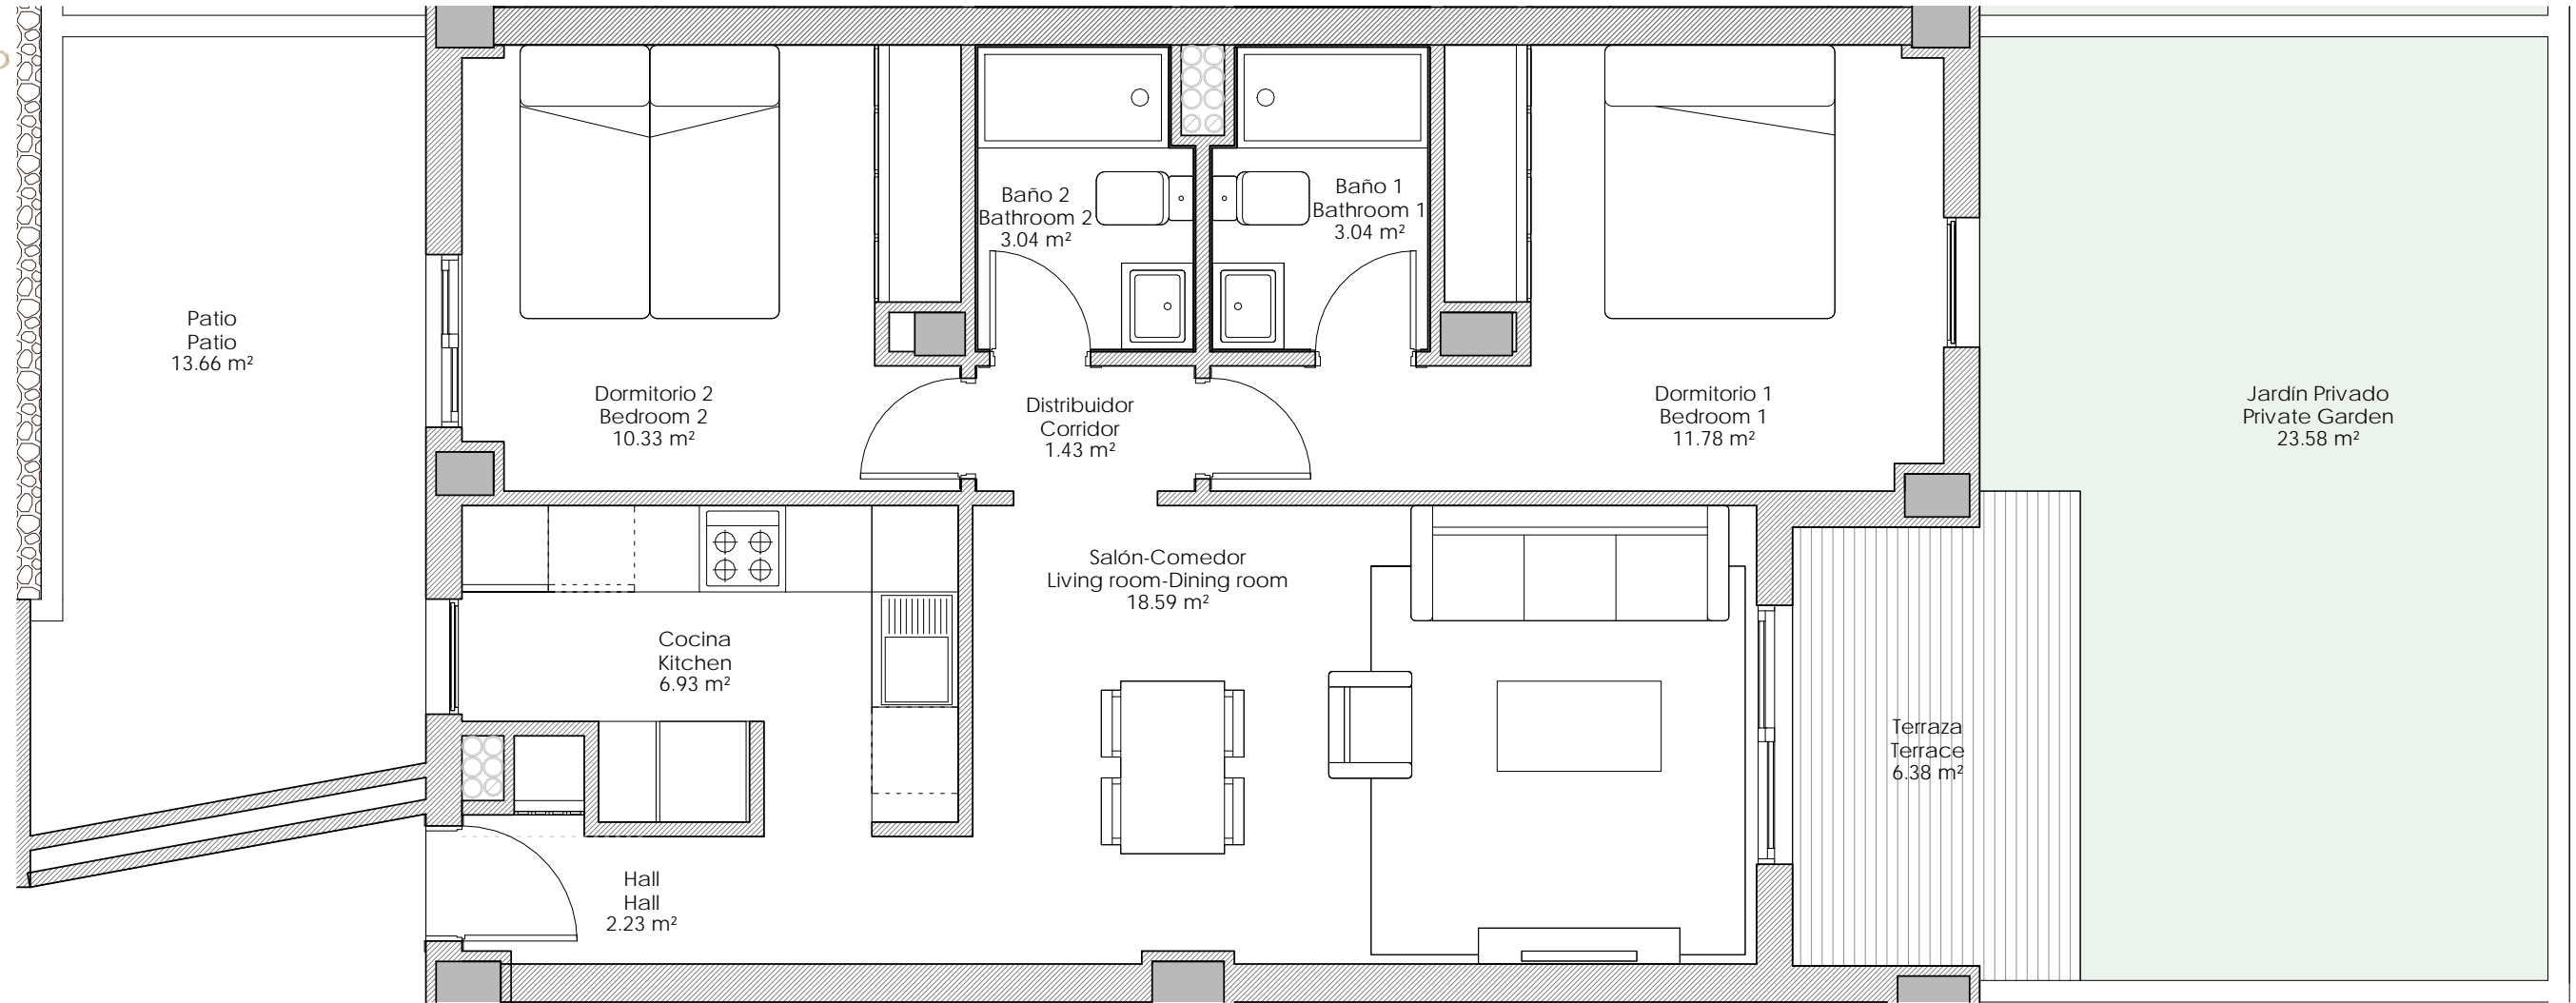 Patio
Patio
13.66 m²
Dormitorio 2
Bedroom 2
10.33 m²
Baño 2
Bathroom 2
3.04 m²
Baño 1
Bathroom 1
3.04 m²
Distribuidor
Corridor
1.43 m²
Dormitorio 1
Bedroom 1
11.78 m²
Jardín Privado
Private Garden
23.58 m²
Salón-Comedor
Living room-Dining room
18.59 m²
Cocina
Kitchen
6.93 m²
Terraza
Terrace
6.38 m²
Hall
Hall
2.23 m²